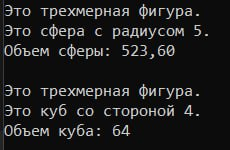 Это трехмерная фигура.
Это сфера с радиусом 5.
Объем сферы: 523,60
Это трехмерная фигура.
Это куб со стороной 4.
Объем куба: 64